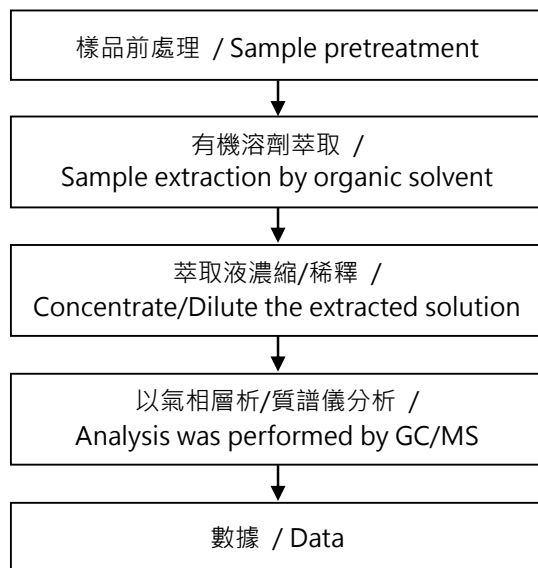 樣品前處理 / Sample pretreatment
有機溶劑萃取 /
Sample extraction by organic solvent
萃取液濃縮/稀釋 /
Concentrate/Dilute the extracted solution
以氣相層析/質譜儀分析 /
Analysis was performed by GC/MS
數據 / Data